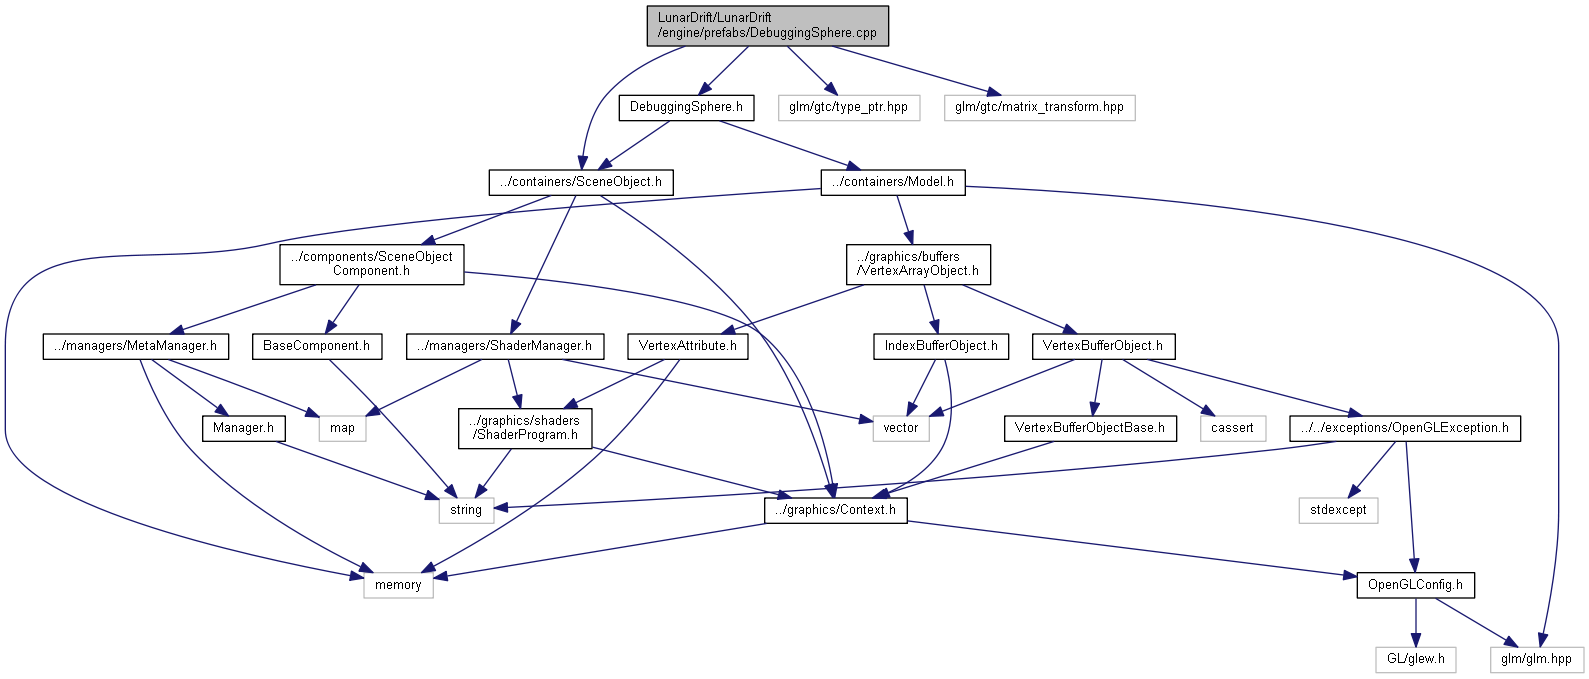 LunarDrift/LunarDrift
/engine/prefabs/DebuggingSphere.cpp
DebuggingSphere.h
glm/gtc/type_ptr.hpp
glm/gtc/matrix_transform.hpp
../containers/SceneObject.h
../containers/Model.h
../components/SceneObject
Component.h
../graphics/buffers
/VertexArrayObject.h
../managers/MetaManager.h
BaseComponent.h
../managers/ShaderManager.h
VertexAttribute.h
IndexBufferObject.h
VertexBufferObject.h
Manager.h
map
../graphics/shaders
/ShaderProgram.h
vector
VertexBufferObjectBase.h
cassert
../../exceptions/OpenGLException.h
string
../graphics/Context.h
stdexcept
memory
OpenGLConfig.h
GL/glew.h
glm/glm.hpp